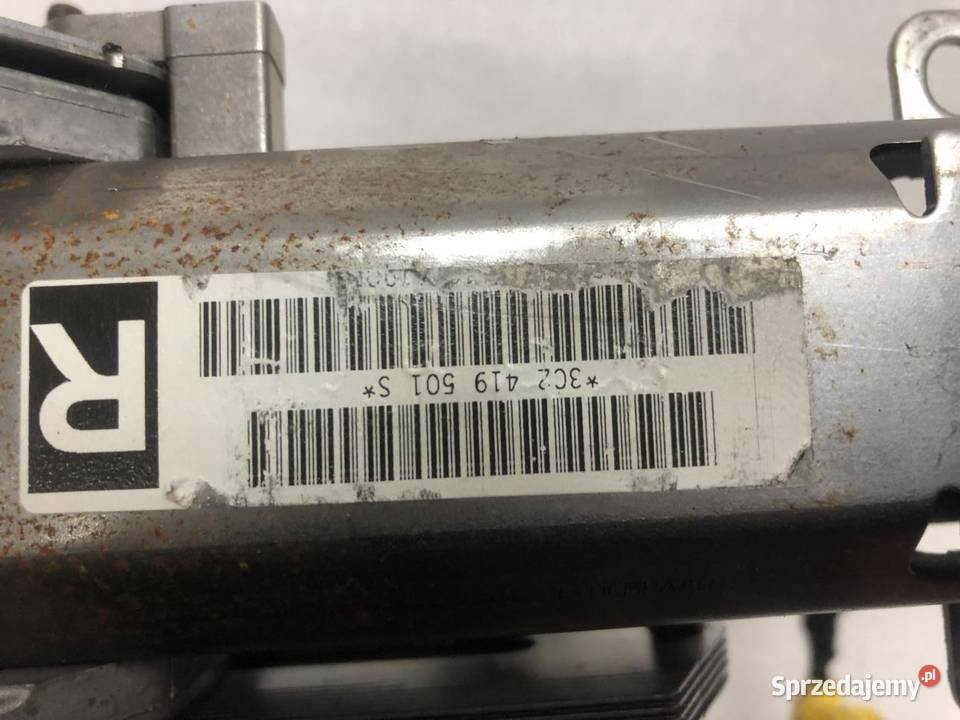 R
*3C2 419 501 S*
Sprzedajemy.pl